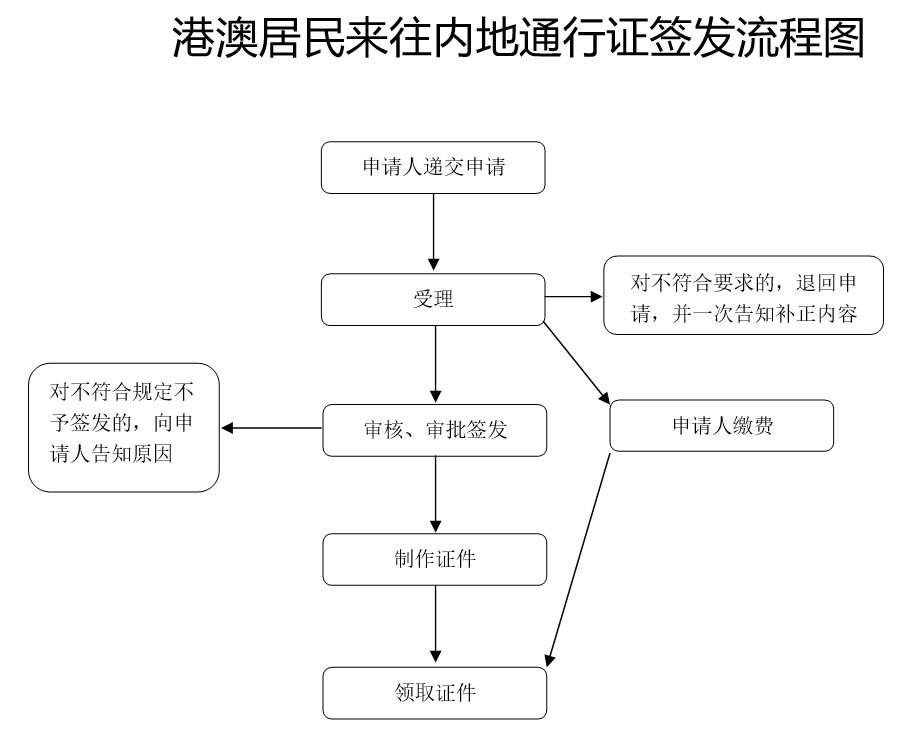 港澳居民来往内地通行证签发流程图
申请人递交申请
受理
对不符合要求的，退回申
请，并一次告知补正内容
对不符合规定不
予签发的，向申
请人告知原因
审核、审批签发
申请人缴费
制作证件
领取证件